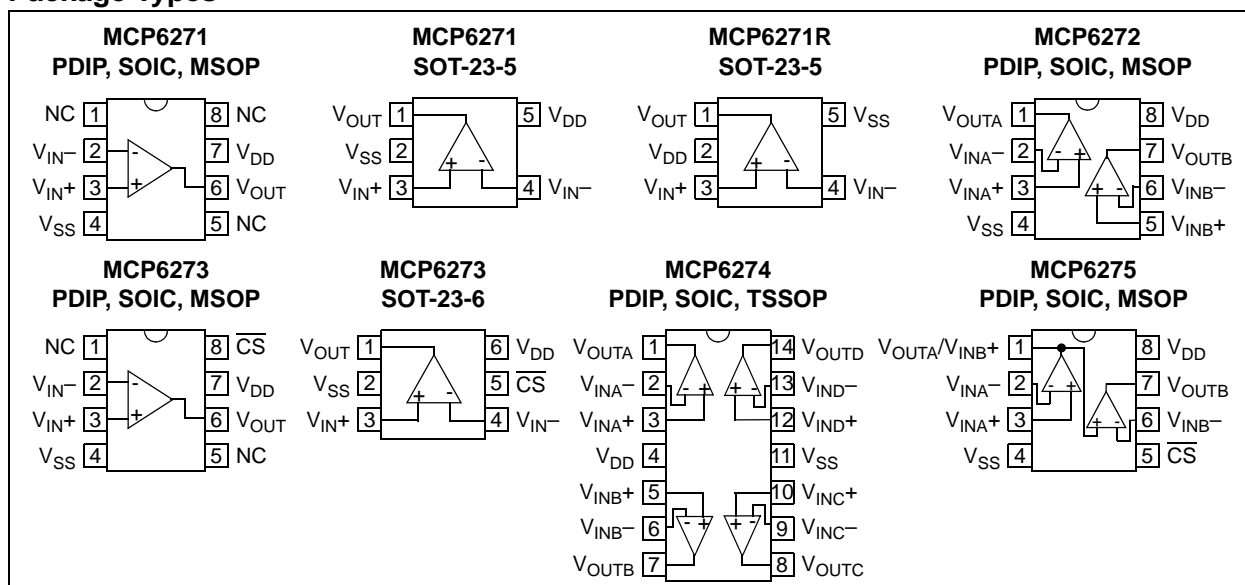 Package Types
MCP6271
PDIP, SOIC, MSOP
NC 1
8 NC
VIN– 2
7 VDD
VIN+ 3
6 VOUT
VSS 4
5 NC
- +
MCP6271
SOT-23-5
VOUT 1
5 VDD
VSS 2
VIN+ 3
4 VIN–
+ -
MCP6271R
SOT-23-5
VOUT 1
5 VSS
VDD 2
VIN+ 3
4 VIN–
+ -
MCP6272
PDIP, SOIC, MSOP
VOUTA 1
8 VDD
VINA– 2
7 VOUTB
VINA+ 3
6 VINB–
VSS 4
5 VINB+
- +
+ -
MCP6273
PDIP, SOIC, MSOP
NC 1
8 CS
VIN– 2
7 VDD
VIN+ 3
6 VOUT
VSS 4
5 NC
- +
MCP6273
SOT-23-6
VOUT 1
6 VDD
VSS 2
5 CS
VIN+ 3
4 VIN–
+ -
MCP6274
PDIP, SOIC, TSSOP
VOUTA 1
14 VOUTD
VINA– 2
13 VIND–
VINA+ 3
12 VIND+
VDD 4
11 VSS
VINB+ 5
10 VINC+
VINB– 6
9 VINC–
VOUTB 7
8 VOUTC
- +
+ -
- +
+ -
MCP6275
PDIP, SOIC, MSOP
VOUTA/VINB+ 1
8 VDD
VINA– 2
7 VOUTB
VINA+ 3
6 VINB–
VSS 4
5 CS
- +
+ -